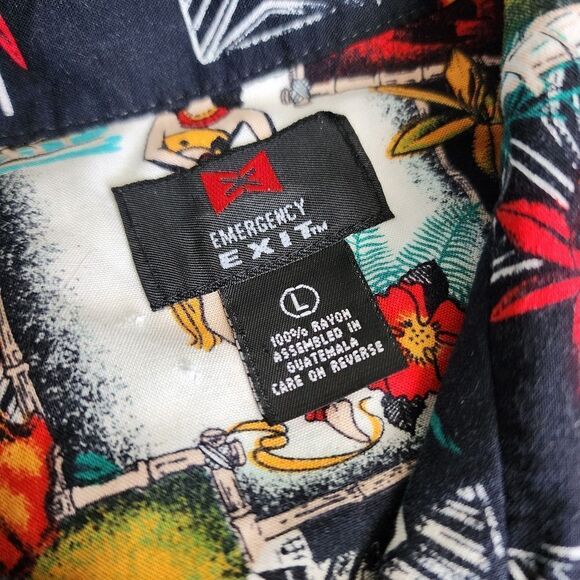 EMERGENCY
EXIT™
L
100% RAYON
ASSEMBLED IN
GUATEMALA
CARE ON REVERSE